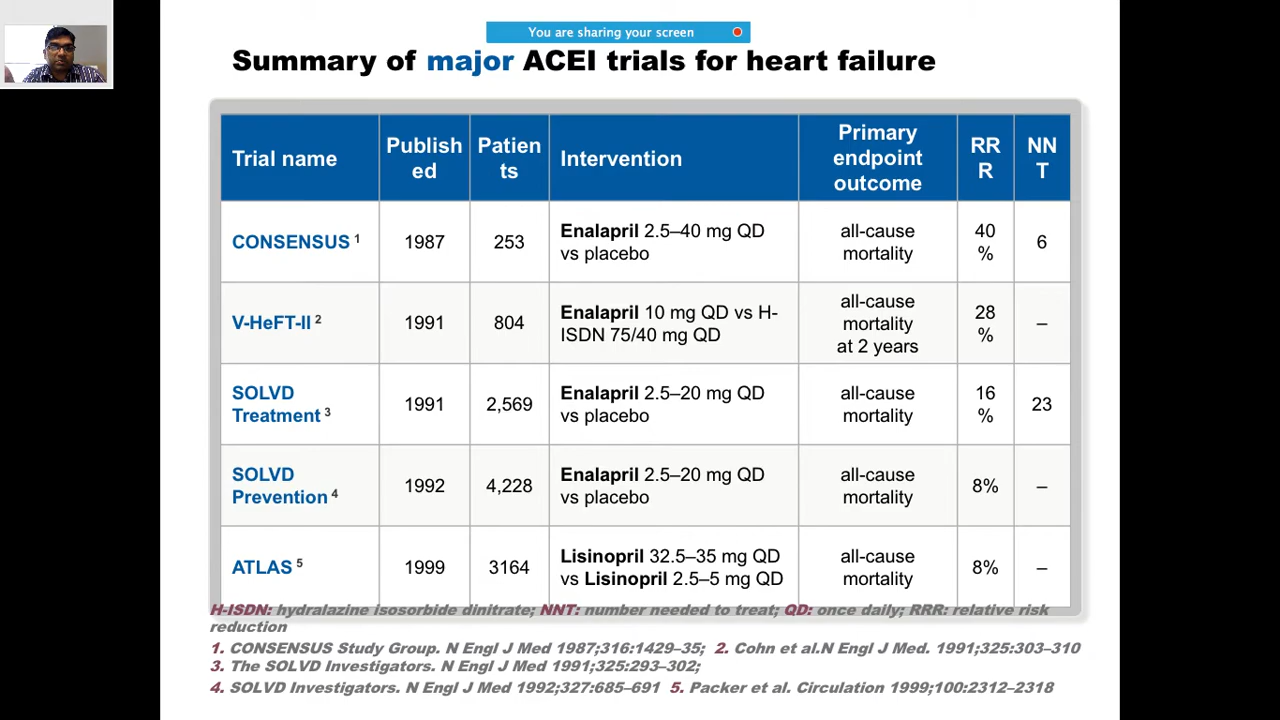 You are sharing your screen
Summary of major ACEI trials for heart failure
Trial name
Publish
ed
Patien
ts
Intervention
Primary
endpoint
outcome
RR
R
NN
T
CONSENSUS 1
1987
253
Enalapril 2.5–40 mg QD
vs placebo
all-cause
mortality
40
%
6
V-HeFT-II 2
1991
804
Enalapril 10 mg QD vs H-
ISDN 75/40 mg QD
all-cause
mortality
at 2 years
28
%
–
SOLVD
Treatment 3
1991
2,569
Enalapril 2.5–20 mg QD
vs placebo
all-cause
mortality
16
%
23
SOLVD
Prevention 4
1992
4,228
Enalapril 2.5–20 mg QD
vs placebo
all-cause
mortality
8%
–
ATLAS 5
1999
3164
Lisinopril 32.5–35 mg QD
vs Lisinopril 2.5–5 mg QD
all-cause
mortality
8%
–
H-ISDN: hydralazine isosorbide dinitrate; NNT: number needed to treat; QD: once daily; RRR: relative risk
reduction
1. CONSENSUS Study Group. N Engl J Med 1987;316:1429–35; 2. Cohn et al.N Engl J Med. 1991;325:303–310
3. The SOLVD Investigators. N Engl J Med 1991;325:293–302;
4. SOLVD Investigators. N Engl J Med 1992;327:685–691 5. Packer et al. Circulation 1999;100:2312–2318